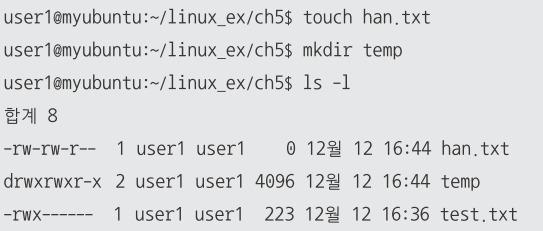 user1@myubuntu:~/linux_ex/ch5$ touch han.txt
user1@myubuntu:~/linux_ex/ch5$ mkdir temp
user1@myubuntu:~/linux_ex/ch5$ ls -l
합계 8
-rw-rw-r-- 1 user1 user1 0 12월 12 16:44 han.txt
drwxrwxr-x 2 user1 user1 4096 12월 12 16:44 temp
-rwx------ 1 user1 user1 223 12월 12 16:36 test.txt